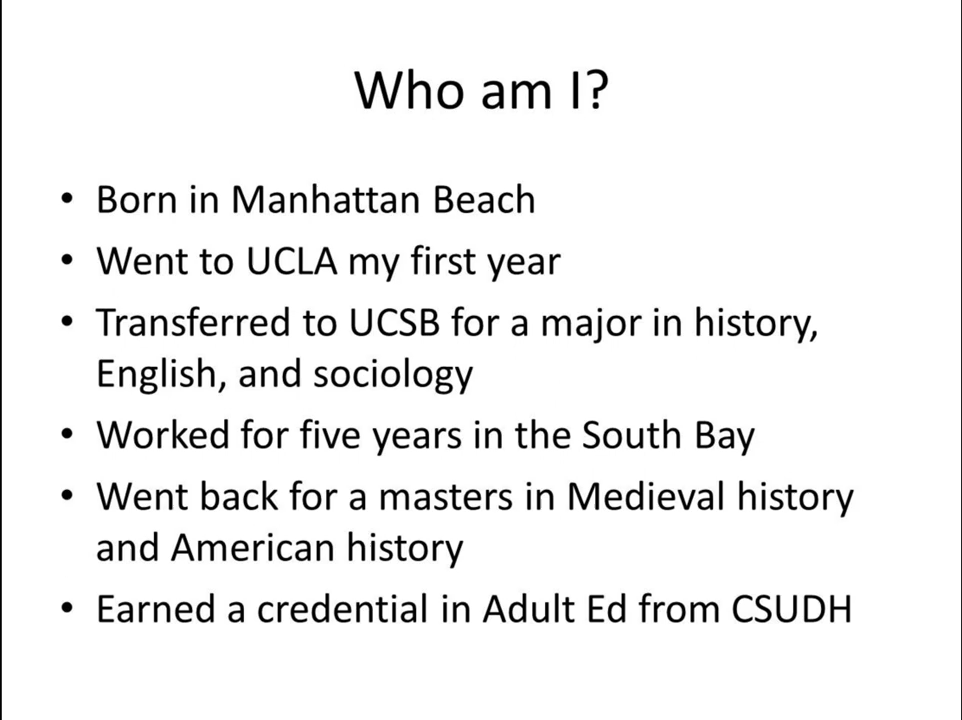 Who am I?
• Born in Manhattan Beach
• Went to UCLA my first year
• Transferred to UCSB for a major in history,
English, and sociology
• Worked for five years in the South Bay
• Went back for a masters in Medieval history
and American history
• Earned a credential in Adult Ed from CSUDH